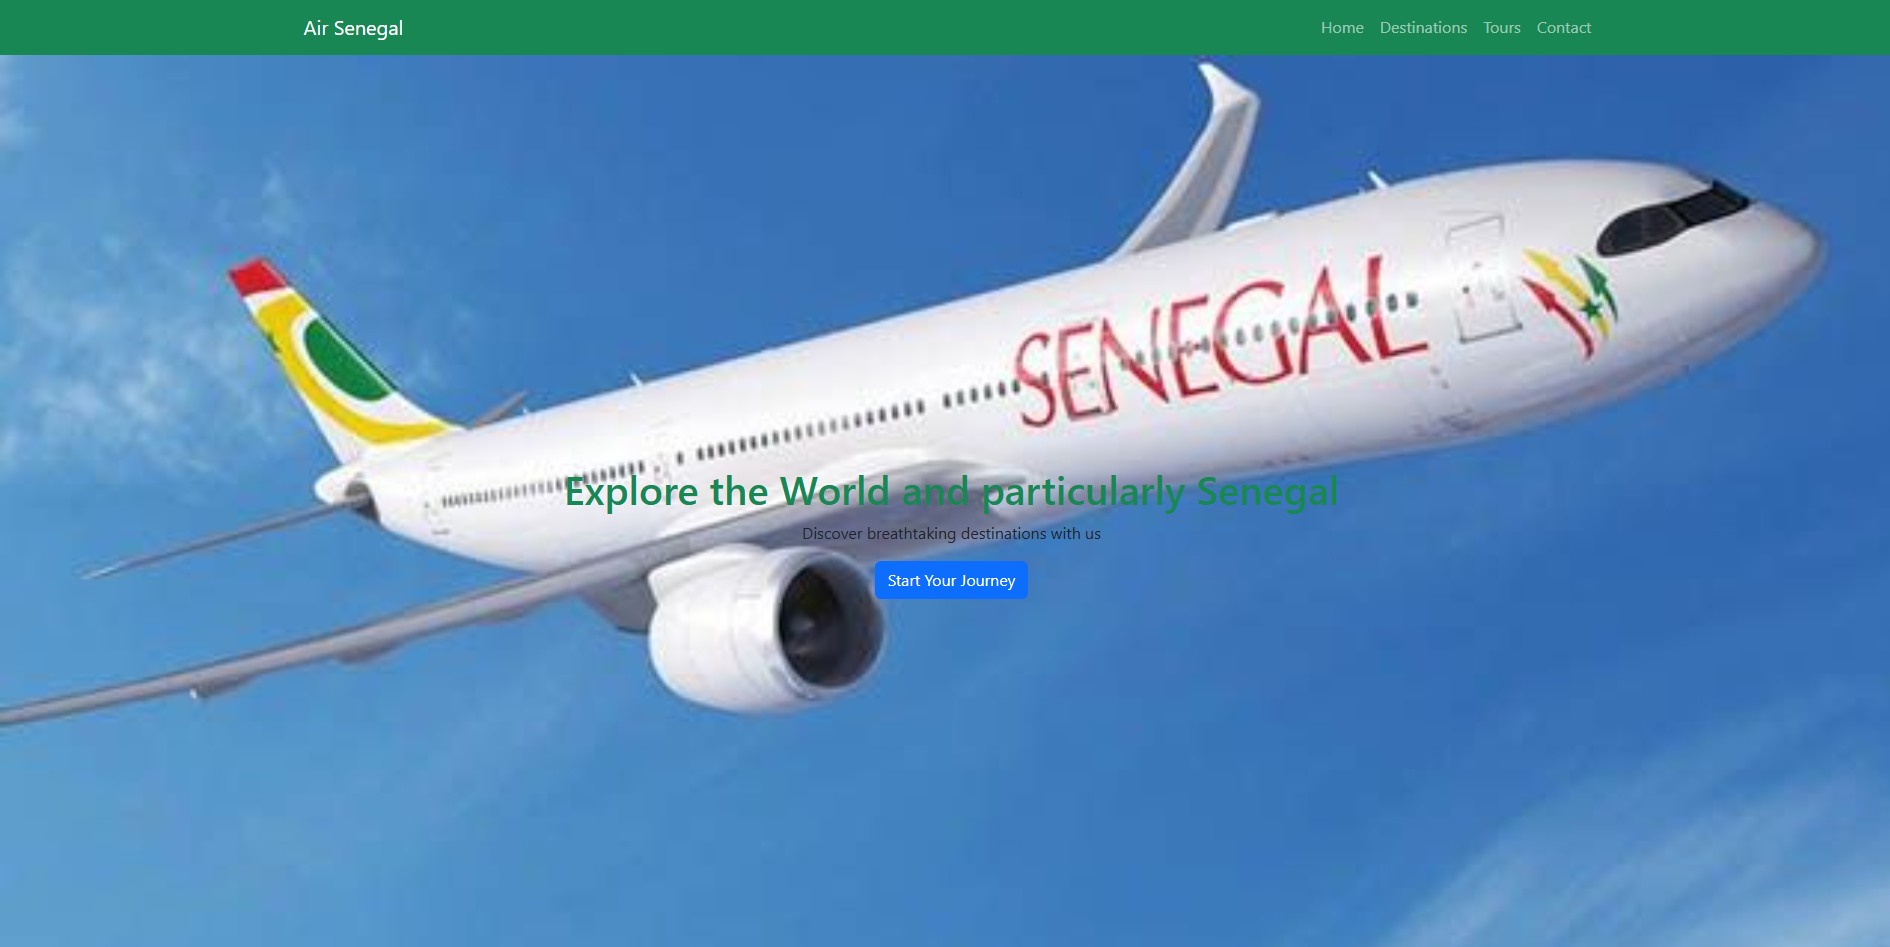 Air Senegal
Home Destinations Tours Contact
SENEGAL
Explore the World and particularly Senegal
Discover breathtaking destinations with us
Start Your Journey